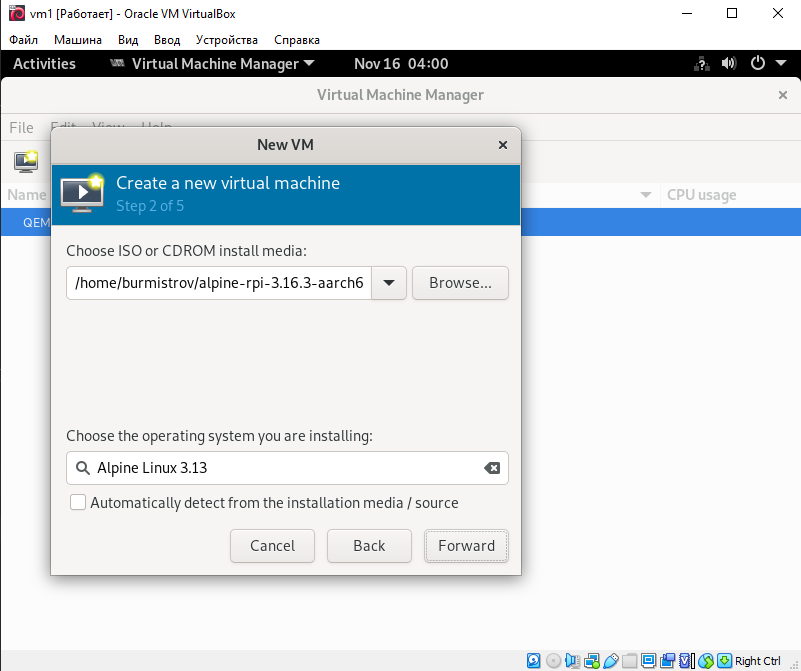 vm1 [Работает] - Oracle VM VirtualBox
Файл Машина Вид Ввод Устройства Справка
Activities Virtual Machine Manager Nov 16 04:00
Virtual Machine Manager
File Edit View Help
New VM
Create a new virtual machine
Step 2 of 5
Name CPU usage
QEM
Choose ISO or CDROM install media:
/home/burmistrov/alpine-rpi-3.16.3-aarch6 Browse...
Choose the operating system you are installing:
Alpine Linux 3.13
Automatically detect from the installation media / source
Cancel Back Forward
Right Ctrl